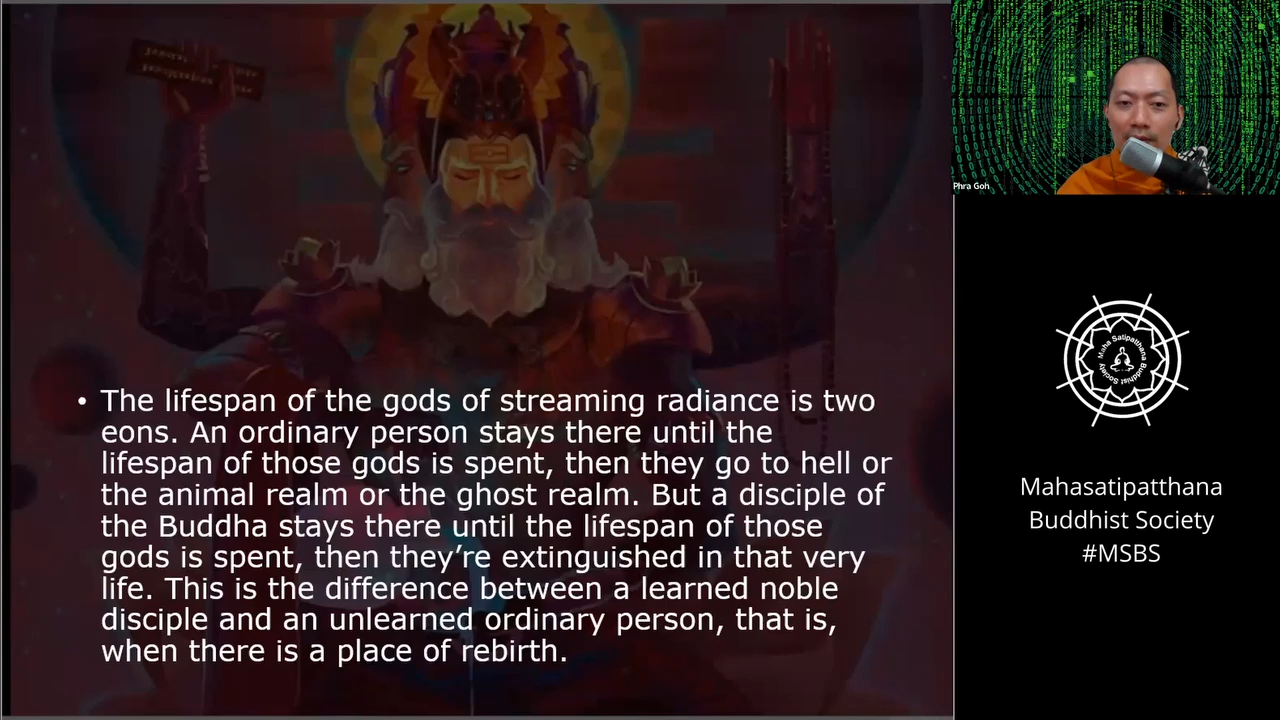 • The lifespan of the gods of streaming radiance is two
eons. An ordinary person stays there until the
lifespan of those gods is spent, then they go to hell or
the animal realm or the ghost realm. But a disciple of
the Buddha stays there until the lifespan of those
gods is spent, then they’re extinguished in that very
life. This is the difference between a learned noble
disciple and an unlearned ordinary person, that is,
when there is a place of rebirth.
Phra Goh
Maha Satipatthana
Buddhist Society
Mahasatipatthana
Buddhist Society
#MSBS